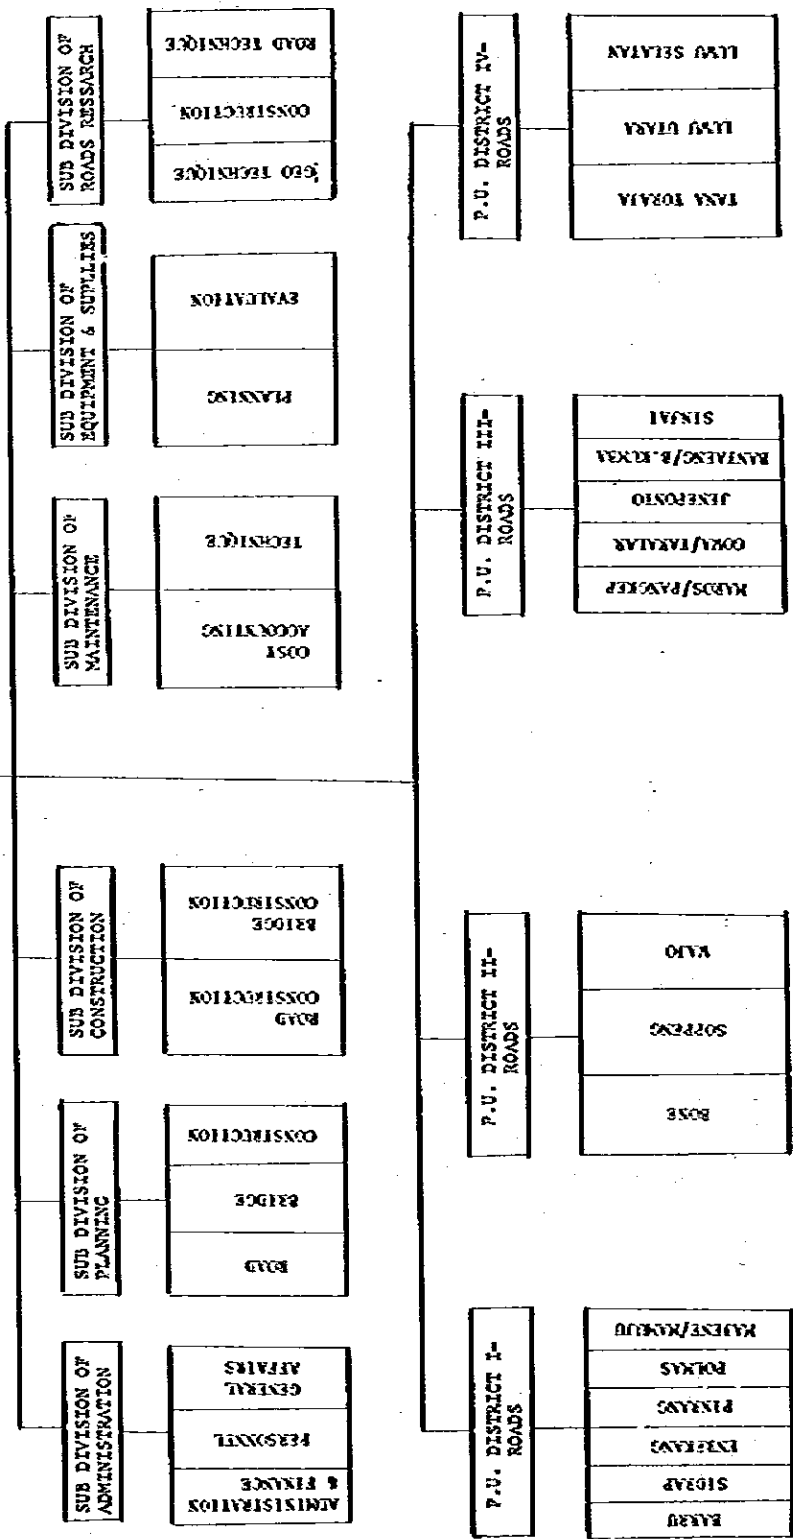 SUB DIVISION OF
ADMINISTRATION
ADMINISTRATION
& FINANCE
PERSONNEL
GENERAL
AFFAIRS
SUB DIVISION OF
PLANNING
ROAD
BRIDGE
CONSTRUCTION
SUB DIVISION OF
CONSTRUCTION
ROAD
CONSTRUCTION
BRIDGE
CONSTRUCTION
SUB DIVISION OF
MAINTENANCE
COST
ACCOUNTING
TECHNIQUE
SUB DIVISION OF
EQUIPMENT & SUPLLIES
PLANNING
EVALUATION
SUB DIVISION OF
ROADS RESSARCH
GEO TECHNIQUE
CONSTRUCTION
ROAD TECHNIQUE
P.U. DISTRICT I-
ROADS
BARRU
SIDRAP
ENREKANG
PINRANG
POLMAS
MAJENE/MAMUJU
P.U. DISTRICT II-
ROADS
BONE
SOPPENG
WAJO
P.U. DISTRICT III-
ROADS
MAROS/PANGKEP
GOWA/TAKALAR
JENEPONTO
BANTAENG/B.KUMBA
SINJAI
P.U. DISTRICT IV-
ROADS
TANA TORAJA
LUWU UTARA
LUWU SELATAN